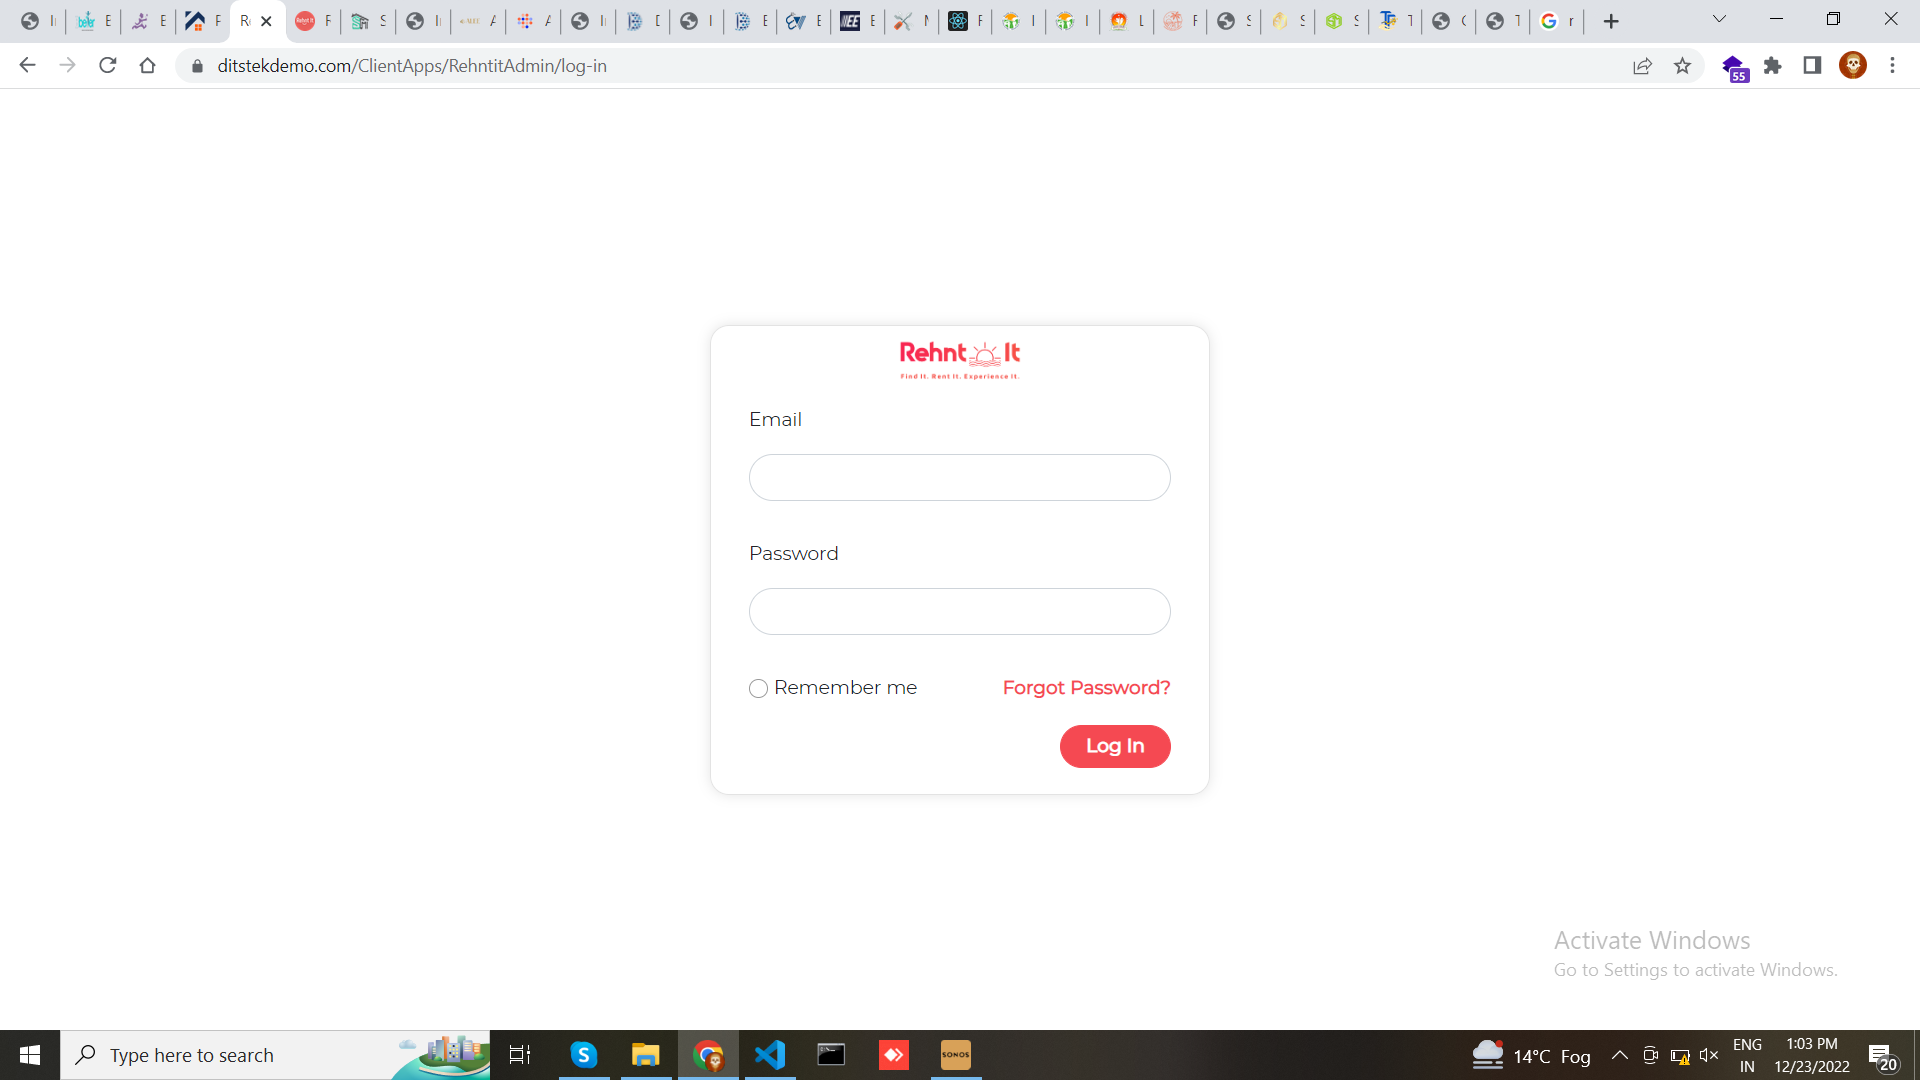 ditstekdemo.com/ClientApps/RehntitAdmin/log-in
55
Rehnt It
Find It. Rent It. Experience It.
Email
Password
Remember me
Forgot Password?
Log In
Activate Windows
Go to Settings to activate Windows.
Type here to search
SONOS
14°C Fog
ENG
IN
1:03 PM
12/23/2022
20